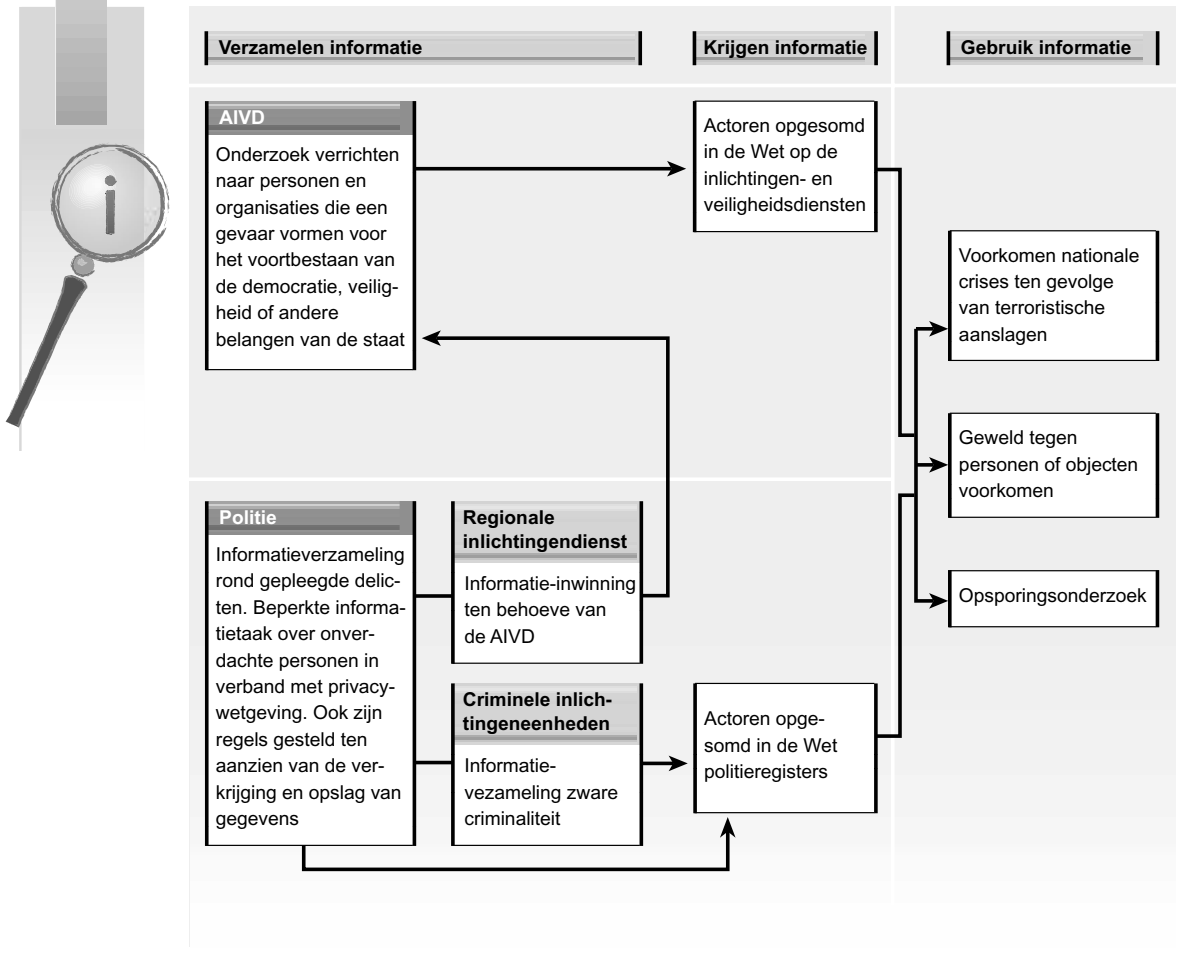 Verzamelen informatie
Krijgen informatie
Gebruik informatie
AIVD
Onderzoek verrichten
naar personen en
organisaties die een
gevaar vormen voor
het voortbestaan van
de democratie, veilig-
heid of andere
belangen van de staat
Actoren opgesomd
in de Wet op de
inlichtingen- en
veiligheidsdiensten
Voorkomen nationale
crises ten gevolge
van terroristische
aanslagen
Geweld tegen
personen of objecten
voorkomen
Opsporingsonderzoek
Politie
Informatieverzameling
rond gepleegde delic-
ten. Beperkte informa-
tietaak over onver-
dachte personen in
verband met privacy-
wetgeving. Ook zijn
regels gesteld ten
aanzien van de ver-
krijging en opslag van
gegevens
Regionale
inlichtingendienst
Informatie-inwinning
ten behoeve van
de AIVD
Criminele inlich-
tingeneenheden
Informatie-
vezameling zware
criminaliteit
Actoren opge-
somd in de Wet
politieregisters
i